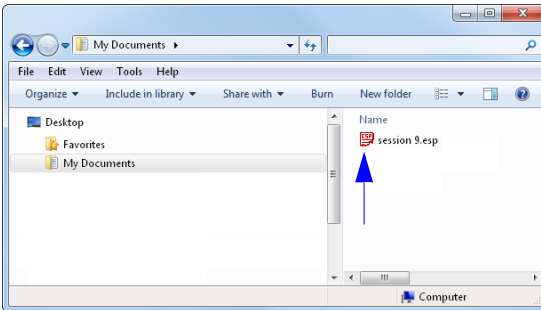 My Documents
File Edit View Tools Help
Organize Include in library Share with Burn New folder
Desktop
Favorites
My Documents
Name
ESP session 9.esp
Computer